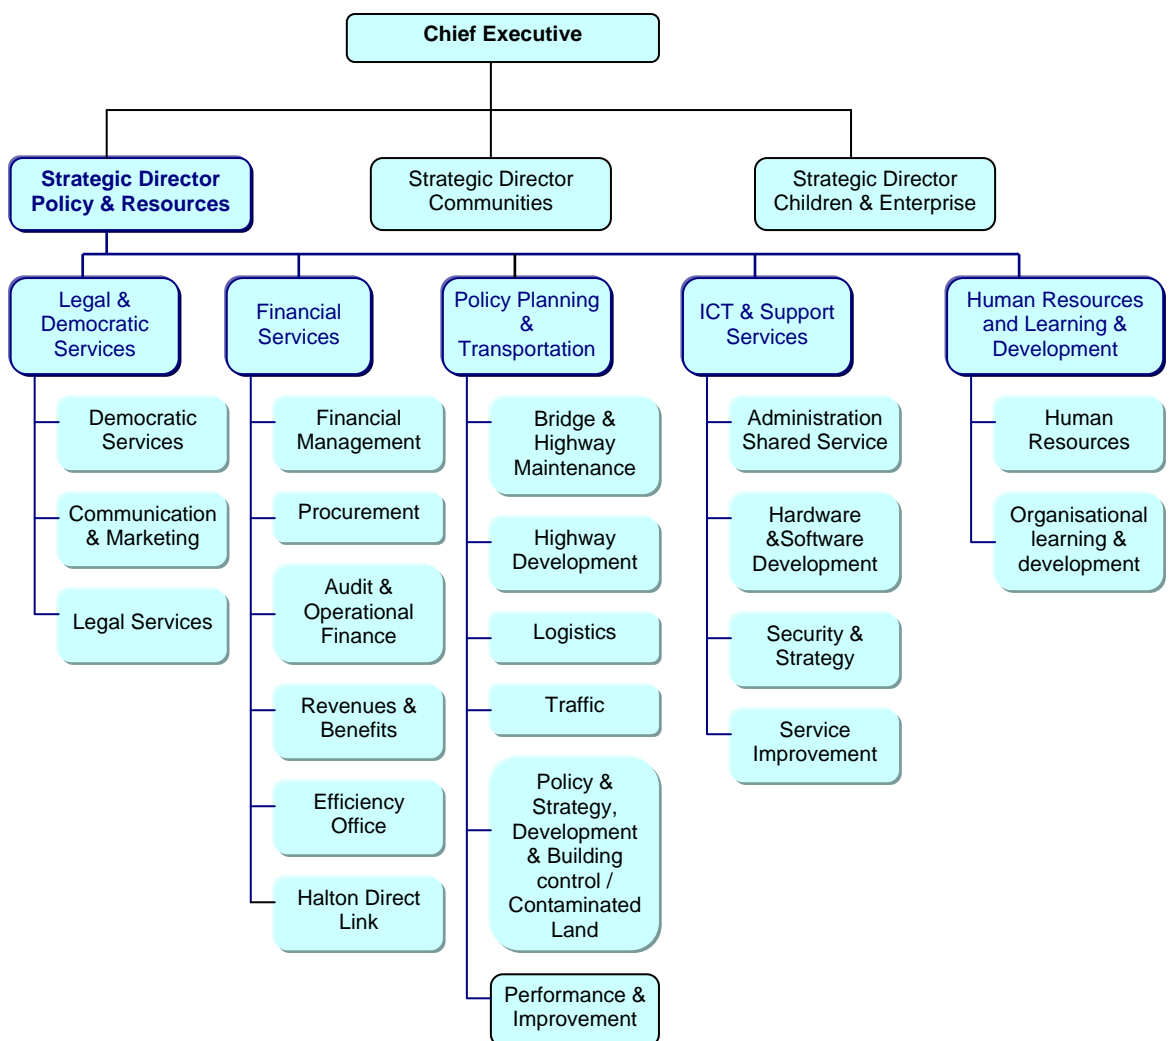 Chief Executive
Strategic Director
Policy & Resources
Strategic Director
Communities
Strategic Director
Children & Enterprise
Legal &
Democratic
Services
Financial
Services
Policy Planning
&
Transportation
ICT & Support
Services
Human Resources
and Learning &
Development
Democratic
Services
Communication
& Marketing
Legal Services
Financial
Management
Procurement
Audit &
Operational
Finance
Revenues &
Benefits
Efficiency
Office
Halton Direct
Link
Bridge &
Highway
Maintenance
Highway
Development
Logistics
Traffic
Policy &
Strategy,
Development
& Building
control /
Contaminated
Land
Performance &
Improvement
Administration
Shared Service
Hardware
&Software
Development
Security &
Strategy
Service
Improvement
Human
Resources
Organisational
learning &
development